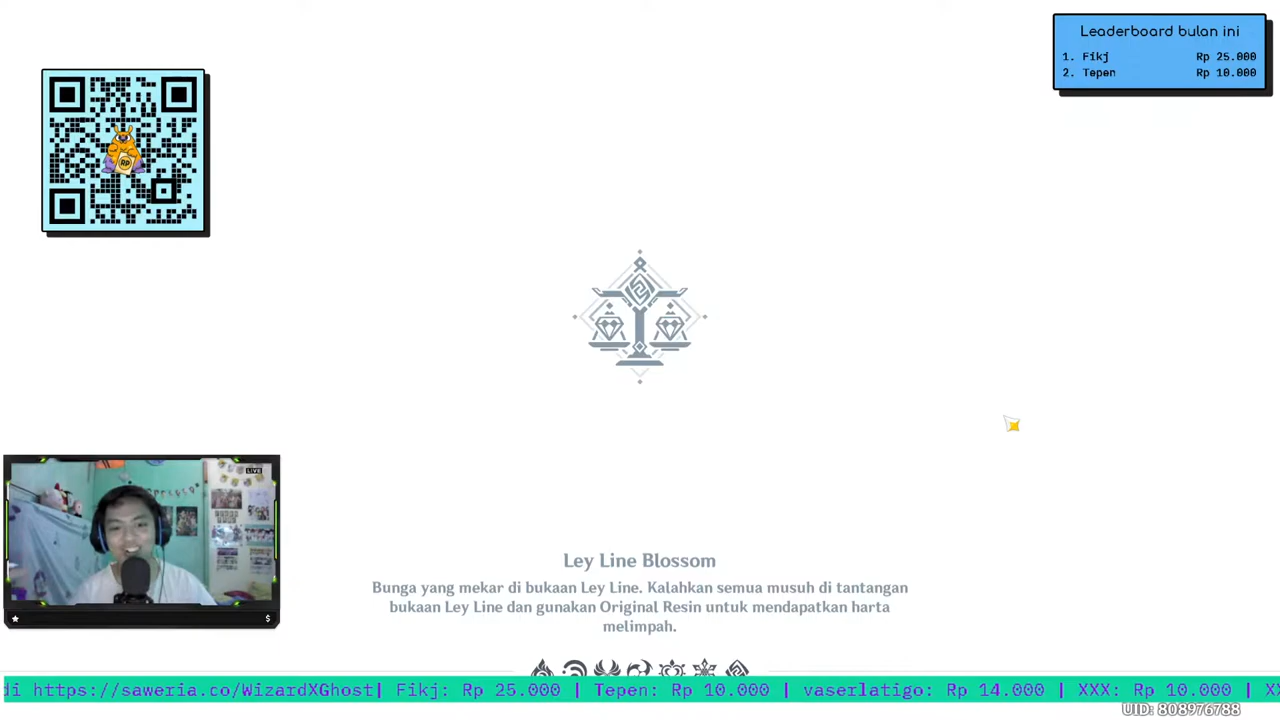 Leaderboard bulan ini
1. Fikj Rp 25.000
2. Tepen Rp 10.000
RP
LIVE
Ley Line Blossom
Bunga yang mekar di bukaan Ley Line. Kalahkan semua musuh di tantangan
bukaan Ley Line dan gunakan Original Resin untuk mendapatkan harta
melimpah.
di https://saweria.co/WizardXGhost| Fikj: Rp 25.000 | Tepen: Rp 10.000 | vaserlatigo: Rp 14.000 | XXX: Rp 10.000 | X
UID: 808976788